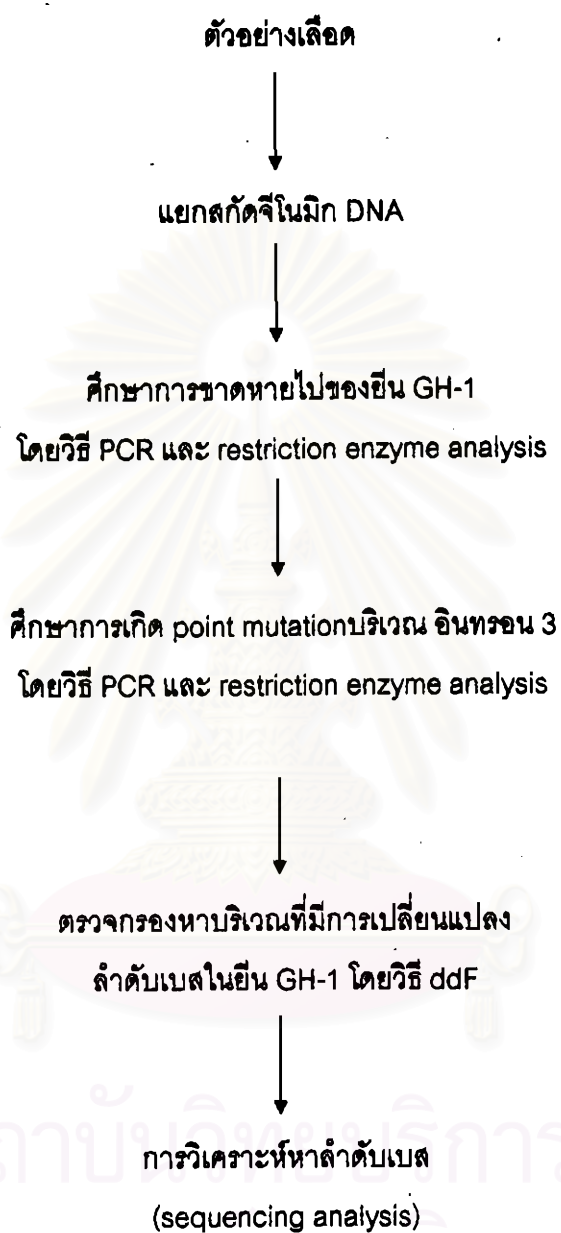 ตัวอย่างเลือด
แยกสกัดจีโนมิก DNA
ศึกษาการขาดหายไปของยีน GH-1
โดยวิธี PCR และ restriction enzyme analysis
ศึกษาการเกิด point mutationบริเวณ อินทรอน 3
โดยวิธี PCR และ restriction enzyme analysis
ตรวจกรองหาบริเวณที่มีการเปลี่ยนแปลง
ลำดับเบสในยีน GH-1 โดยวิธี ddF
การวิเคราะห์หาลำดับเบส
(sequencing analysis)